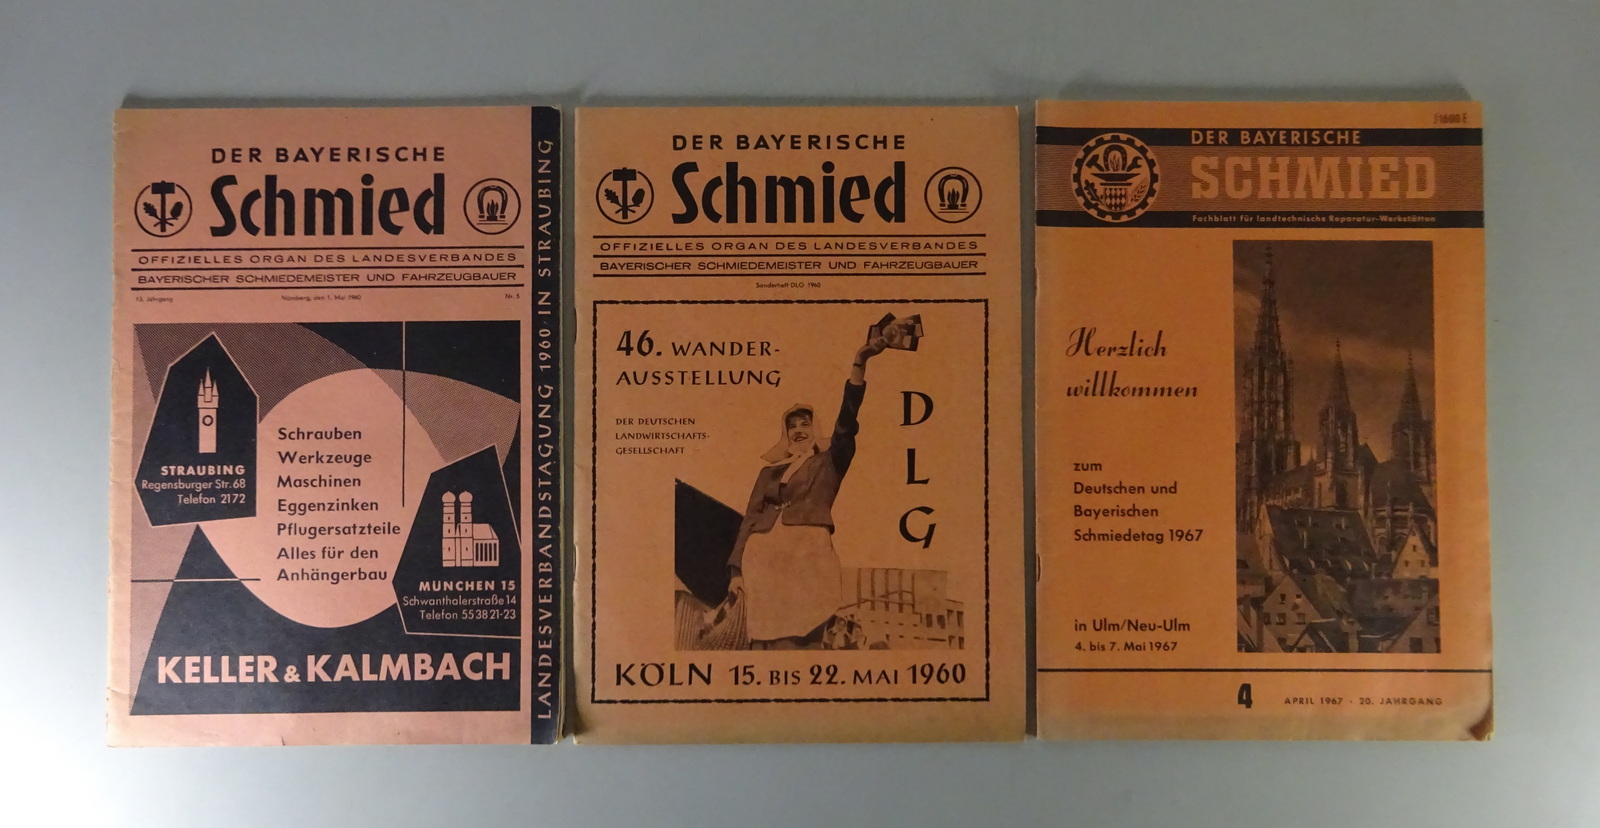 DER BAYERISCHE
Schmied
OFFIZIELLES ORGAN DES LANDESVERBANDES
BAYERISCHER SCHMIEDEMEISTER UND FAHRZEUGBAUER
13. Jahrgang
Nürnberg, den 1. Mai 1960
Nr. 5
STRAUBING
Regensburger Str. 68
Telefon 2172
Schrauben
Werkzeuge
Maschinen
Eggenzinken
Pflugersatzteile
Alles für den
Anhängerbau
MÜNCHEN 15
Schwanthalerstraße 14
Telefon 55 38 21-23
KELLER & KALMBACH
LANDESVERBANDSTAGUNG 1960 IN STRAUBING
DER BAYERISCHE
Schmied
OFFIZIELLES ORGAN DES LANDESVERBANDES
BAYERISCHER SCHMIEDEMEISTER UND FAHRZEUGBAUER
Sonderheft DLG 1960
46. WANDER-
AUSSTELLUNG
DER DEUTSCHEN
LANDWIRTSCHAFTS-
GESELLSCHAFT
DLG
KÖLN 15. BIS 22. MAI 1960
DER BAYERISCHE
SCHMIED
Fachblatt für landtechnische Reparatur-Werkstätten
Herzlich
willkommen
zum
Deutschen und
Bayerischen
Schmiedetag 1967
in Ulm/Neu-Ulm
4. bis 7. Mai 1967
4 APRIL 1967 · 20. JAHRGANG